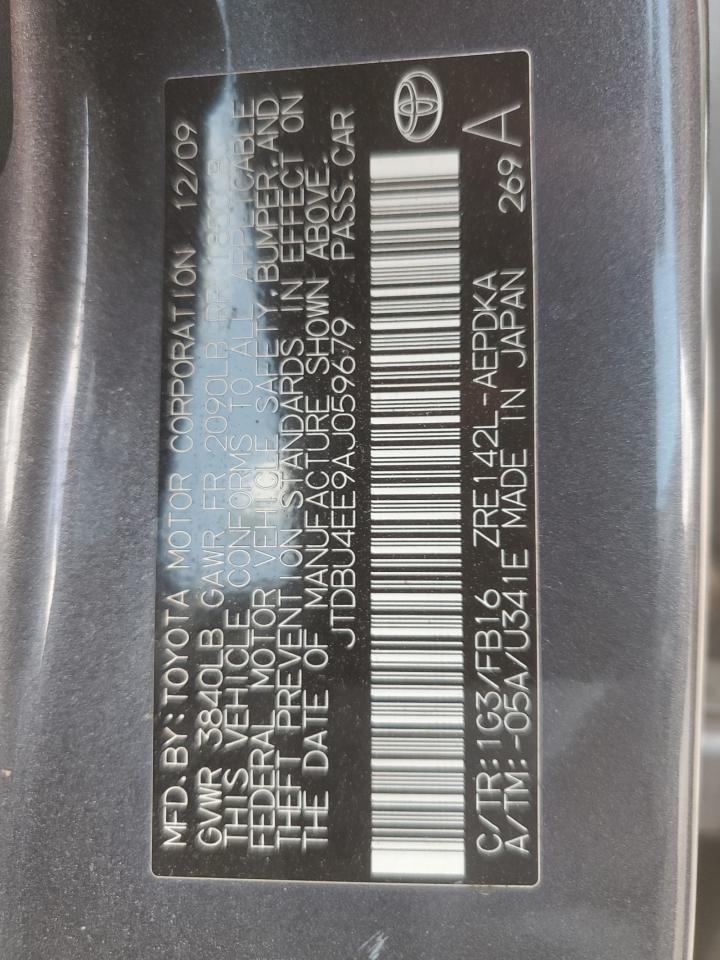 MFD.BY:TOYOTA MOTOR CORPORATION 12/09
GVWR 3840LB GAWR FR 2090LB RR
THIS VEHICLE CONFORMS TO ALL APPLICABLE
FEDERAL MOTOR VEHICLE SAFETY,BUMPER,AND
THEFT PREVENTION STANDARDS IN EFFECT ON
THE DATE OF MANUFACTURE SHOWN ABOVE.
JTDBU4EE9AJ059679 PASS.CAR
C/TR:1G3/FB16 ZRE142L-AEPDKA 269 A
A/TM:-05A/U341E MADE IN JAPAN